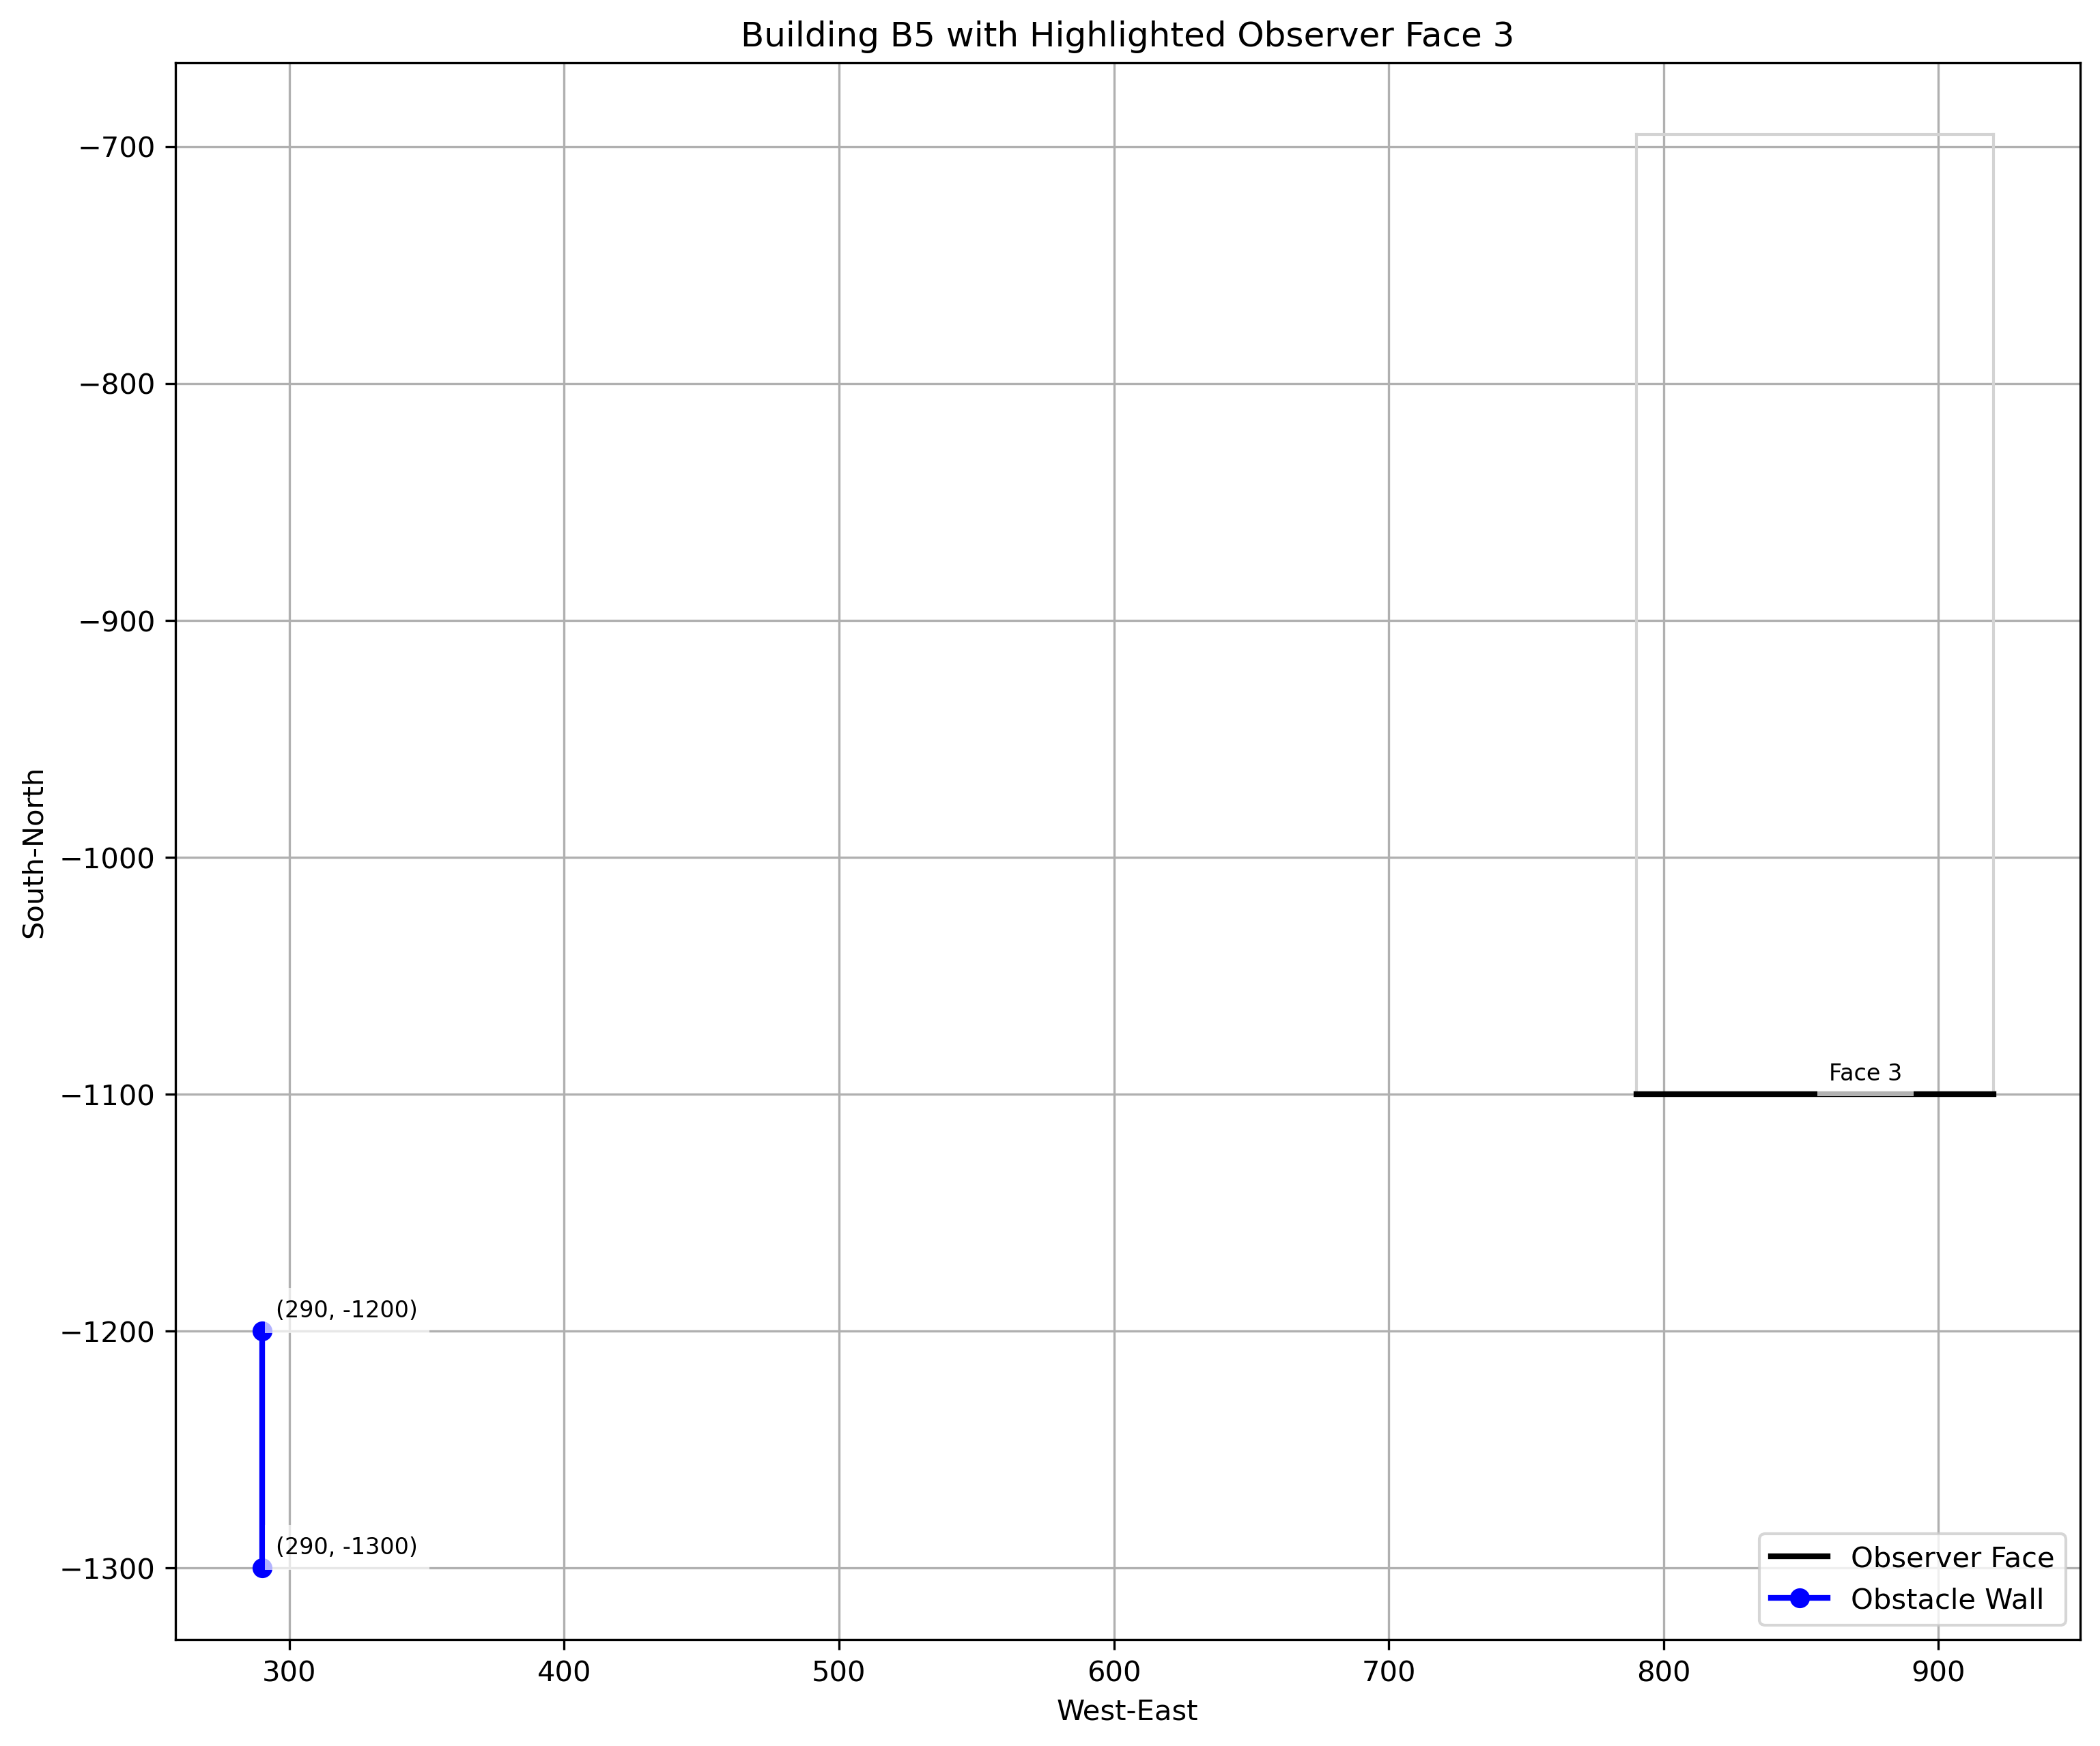 Building B5 with Highlighted Observer Face 3
South-North
−700
−800
−900
−1000
−1100
−1200
−1300
Face 3
(290, -1200)
(290, -1300)
Observer Face
Obstacle Wall
300
400
500
600
700
800
900
West-East